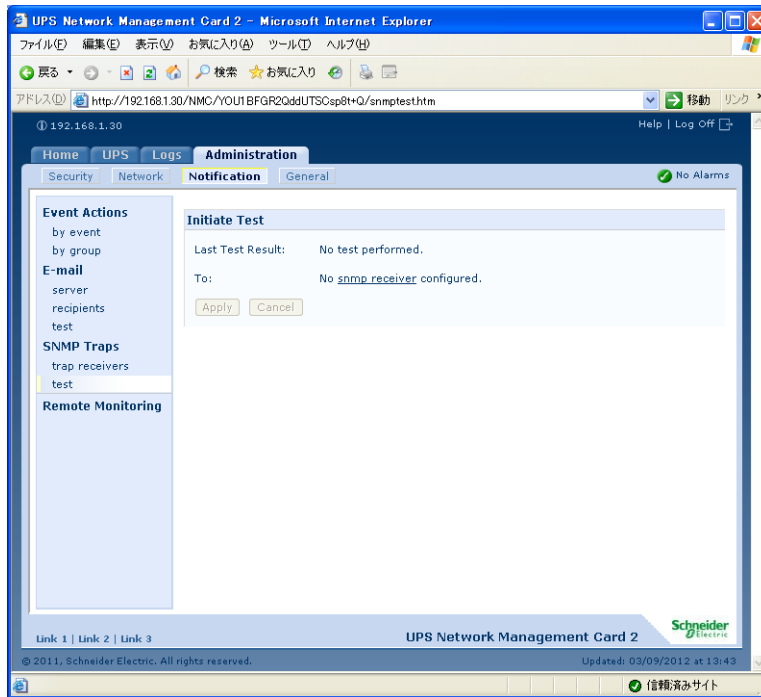 UPS Network Management Card 2 - Microsoft Internet Explorer
ファイル(F) 編集(E) 表示(V) お気に入り(A) ツール(T) ヘルプ(H)
戻る 検索 お気に入り
アドレス(D) http://192.168.1.30/NMC/YOU1BFGR2QddUTSCsp8t+Q/snmptest.htm 移動 リンク »
192.168.1.30 Help | Log Off
Home UPS Logs Administration
Security Network Notification General No Alarms
Event Actions
by event
by group
E-mail
server
recipients
test
SNMP Traps
trap receivers
test
Remote Monitoring
Initiate Test
Last Test Result: No test performed.
To: No snmp receiver configured.
Apply Cancel
Link 1 | Link 2 | Link 3
UPS Network Management Card 2
Schneider Electric
© 2011, Schneider Electric. All rights reserved. Updated: 03/09/2012 at 13:43
信頼済みサイト